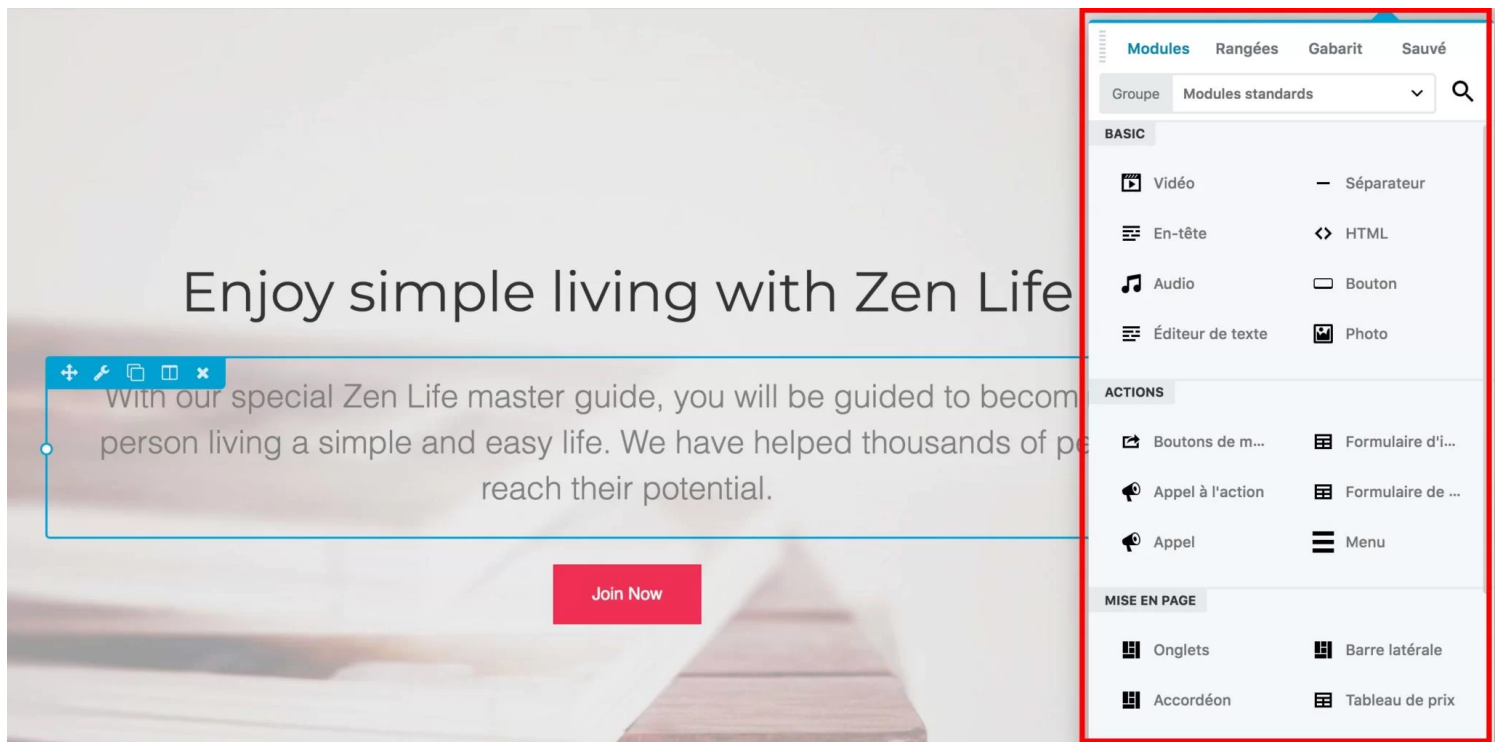 Modules Rangées Gabarit Sauvé
Groupe Modules standards
BASIC
Vidéo Séparateur
En-tête HTML
Audio Bouton
Éditeur de texte Photo
ACTIONS
Boutons de m... Formulaire d'i...
Appel à l'action Formulaire de ...
Appel Menu
MISE EN PAGE
Onglets Barre latérale
Accordéon Tableau de prix
Enjoy simple living with Zen Life
With our special Zen Life master guide, you will be guided to becom
person living a simple and easy life. We have helped thousands of pe
reach their potential.
Join Now